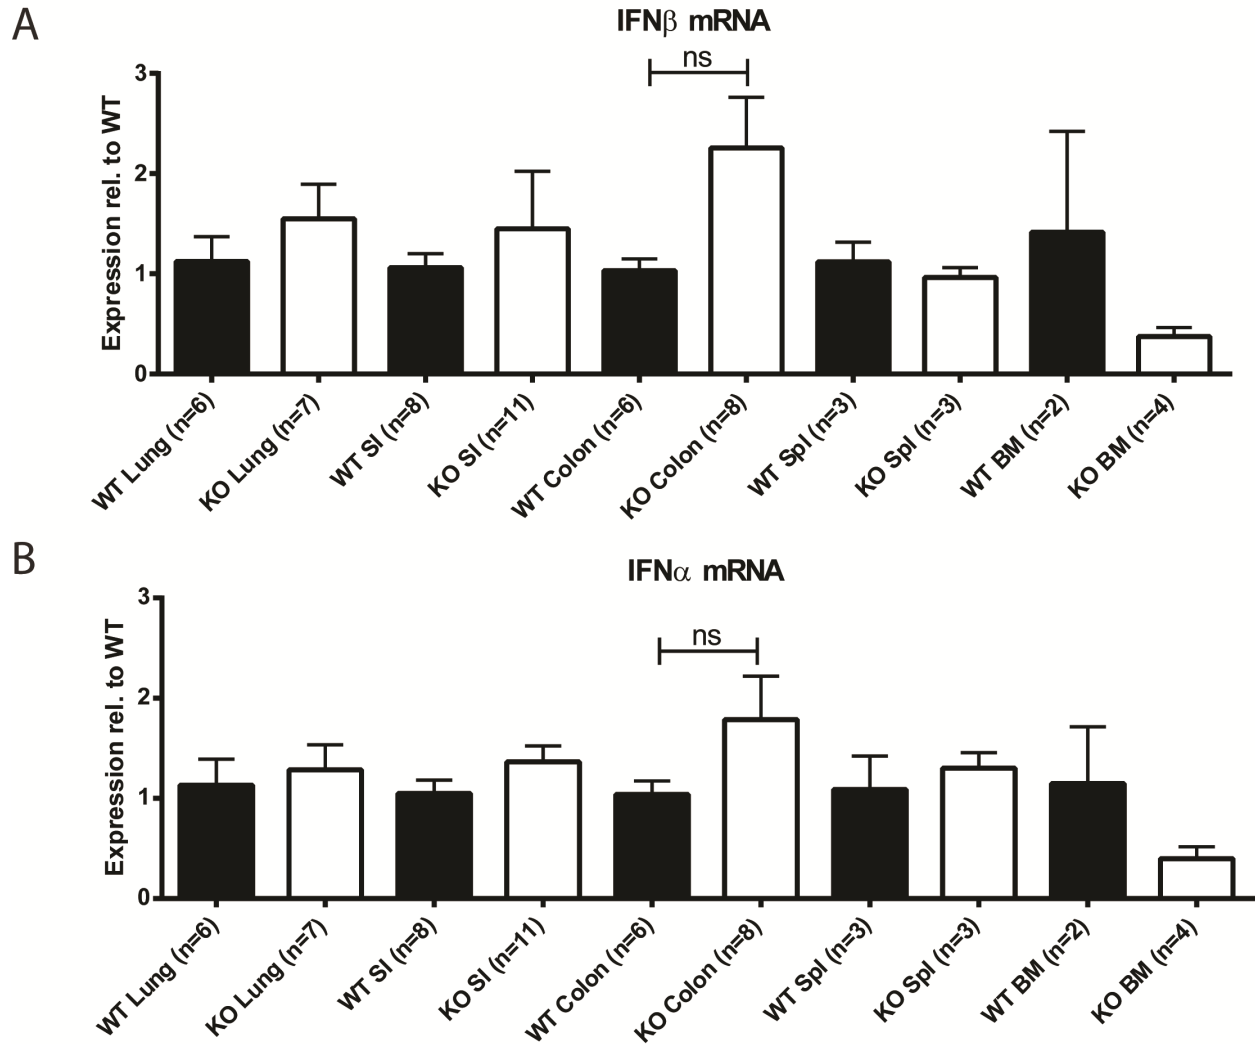 A
IFNβ mRNA
ns
Expression rel. to WT
3
2
1
0
WT Lung (n=6)
KO Lung (n=7)
WT SI (n=8)
KO SI (n=11)
WT Colon (n=6)
KO Colon (n=8)
WT Spl (n=3)
KO Spl (n=3)
WT BM (n=2)
KO BM (n=4)
B
IFNα mRNA
ns
Expression rel. to WT
3
2
1
0
WT Lung (n=6)
KO Lung (n=7)
WT SI (n=8)
KO SI (n=11)
WT Colon (n=6)
KO Colon (n=8)
WT Spl (n=3)
KO Spl (n=3)
WT BM (n=2)
KO BM (n=4)